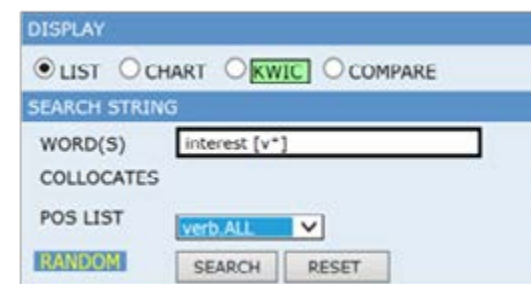 DISPLAY
LIST CHART KWIC COMPARE
SEARCH STRING
WORD(S) interest [v*]
COLLOCATES
POS LIST verb.ALL
RANDOM SEARCH RESET